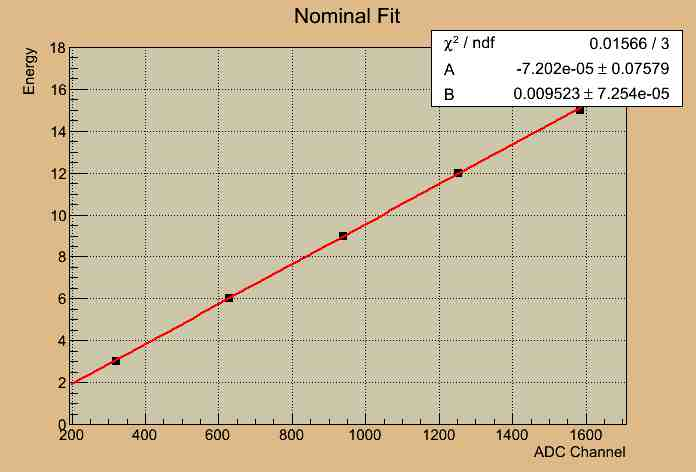 Nominal Fit
χ² / ndf 0.01566 / 3
A -7.202e-05 ± 0.07579
B 0.009523 ± 7.254e-05
Energy
18
16
14
12
10
8
6
4
2
0
200 400 600 800 1000 1200 1400 1600
ADC Channel